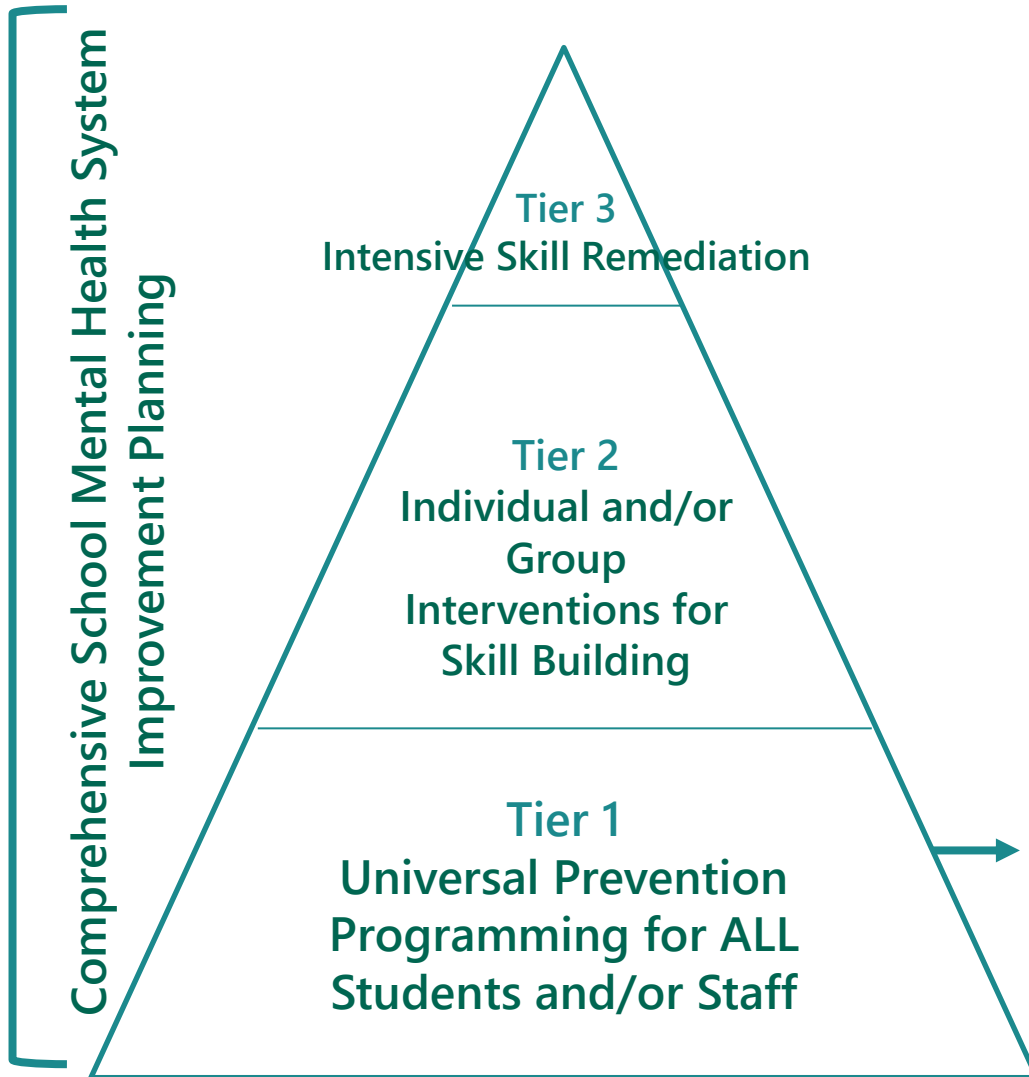 Comprehensive School Mental Health System
Improvement Planning
Tier 3
Intensive Skill Remediation
Tier 2
Individual and/or
Group
Interventions for
Skill Building
Tier 1
Universal Prevention
Programming for ALL
Students and/or Staff